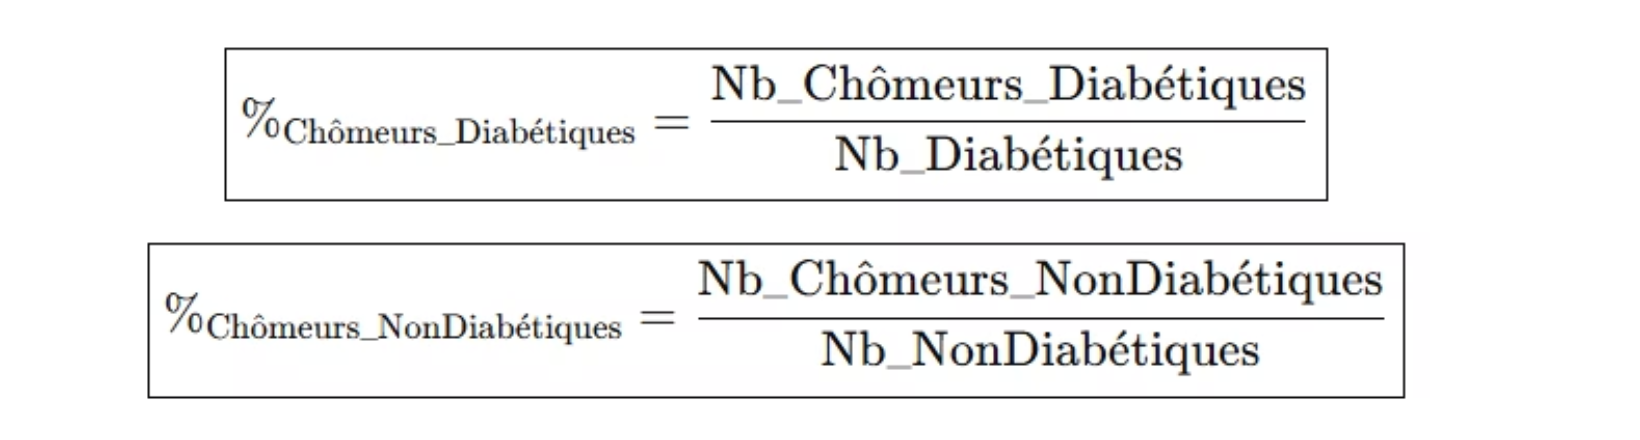 %Chômeurs_Diabétiques = Nb_Chômeurs_Diabétiques
Nb_Diabétiques
%Chômeurs_NonDiabétiques = Nb_Chômeurs_NonDiabétiques
Nb_NonDiabétiques